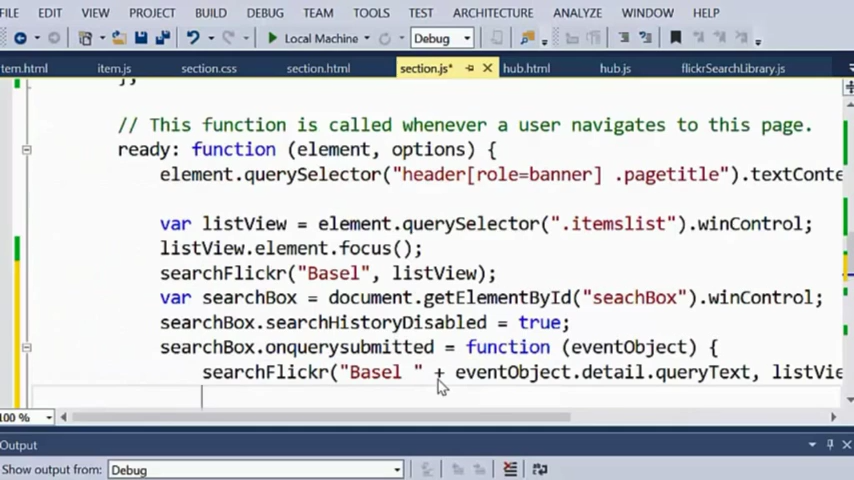 EDIT VIEW PROJECT BUILD DEBUG TEAM TOOLS TEST ARCHITECTURE ANALYZE WINDOW HELP
Local Machine Debug
tem.html item.js section.css section.html section.js* hub.html hub.js flickrSearchLibrary.js
// This function is called whenever a user navigates to this page.
ready: function (element, options) {
element.querySelector("header[role=banner] .pagetitle").textConte
var listView = element.querySelector(".itemslist").winControl;
listView.element.focus();
searchFlickr("Basel", listView);
var searchBox = document.getElementById("seachBox").winControl;
searchBox.searchHistoryDisabled = true;
searchBox.onquerysubmitted = function (eventObject) {
searchFlickr("Basel " + eventObject.detail.queryText, listVie
100 %
Output
Show output from: Debug